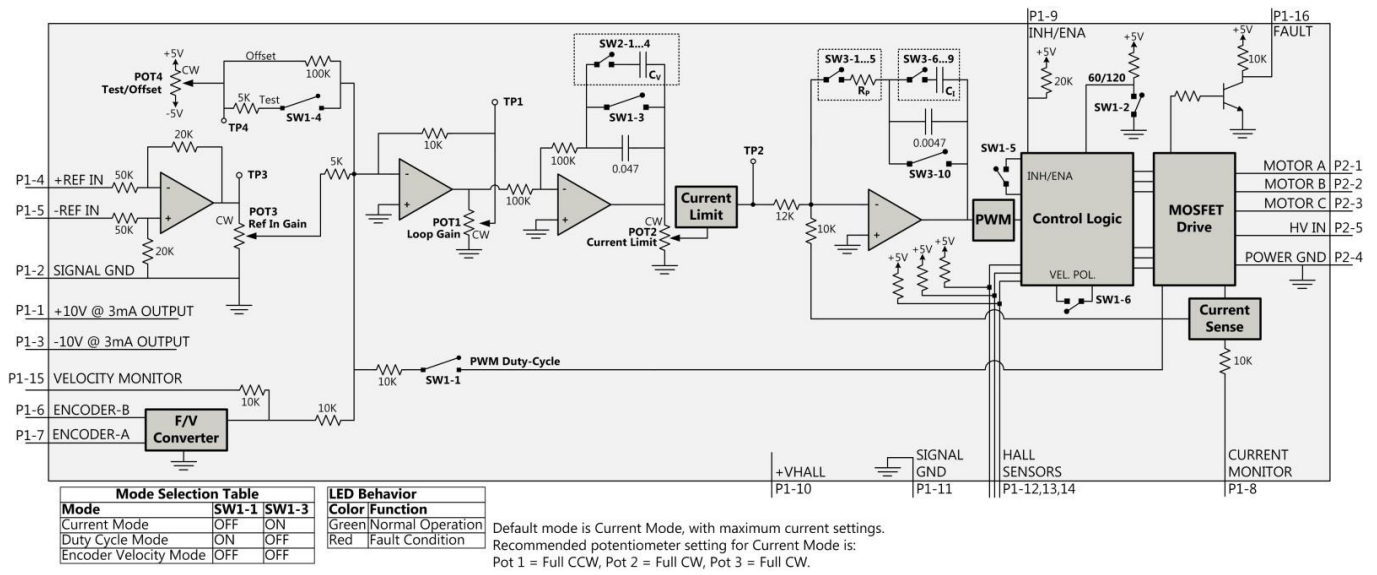 P1-9
INH/ENA
P1-16
FAULT
+5V
POT4
Test/Offset
CW
-5V
Offset
100K
5K
Test
SW1-4
TP4
SW2-1...4
CV
SW1-3
0.047
100K
TP1
10K
SW3-1...5
RP
SW3-6...9
CI
0.0047
SW3-10
+5V
20K
60/120
+5V
SW1-2
+5V
10K
P1-4 +REF IN
50K
20K
-
+
TP3
P1-5 -REF IN
50K
20K
CW
POT3
Ref In Gain
5K
-
+
POT1
Loop Gain
CW
100K
-
+
CW
POT2
Current Limit
Current
Limit
TP2
12K
10K
-
+
PWM
SW1-5
INH/ENA
Control Logic
VEL. POL.
SW1-6
MOSFET
Drive
MOTOR A P2-1
MOTOR B P2-2
MOTOR C P2-3
HV IN P2-5
POWER GND P2-4
P1-2 SIGNAL GND
+5V
+5V
+5V
P1-1 +10V @ 3mA OUTPUT
P1-3 -10V @ 3mA OUTPUT
Current
Sense
10K
PWM Duty-Cycle
10K
SW1-1
P1-15 VELOCITY MONITOR
10K
P1-6 ENCODER-B
P1-7 ENCODER-A
F/V
Converter
10K
+VHALL
P1-10
SIGNAL
GND
P1-11
HALL
SENSORS
P1-12,13,14
CURRENT
MONITOR
P1-8
Mode Selection Table
Mode SW1-1 SW1-3
Current Mode OFF ON
Duty Cycle Mode ON OFF
Encoder Velocity Mode OFF OFF
LED Behavior
Color Function
Green Normal Operation
Red Fault Condition
Default mode is Current Mode, with maximum current settings.
Recommended potentiometer setting for Current Mode is:
Pot 1 = Full CCW, Pot 2 = Full CW, Pot 3 = Full CW.